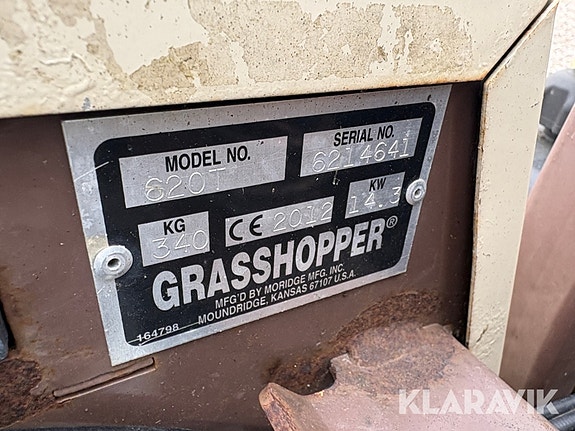 MODEL NO.
620T
SERIAL NO.
6214641
KG
340
CE 2012
KW
14.3
GRASSHOPPER®
MFG'D BY MORIDGE MFG. INC.
MOUNDRIDGE, KANSAS 67107 U.S.A.
164798
KLARAVIK